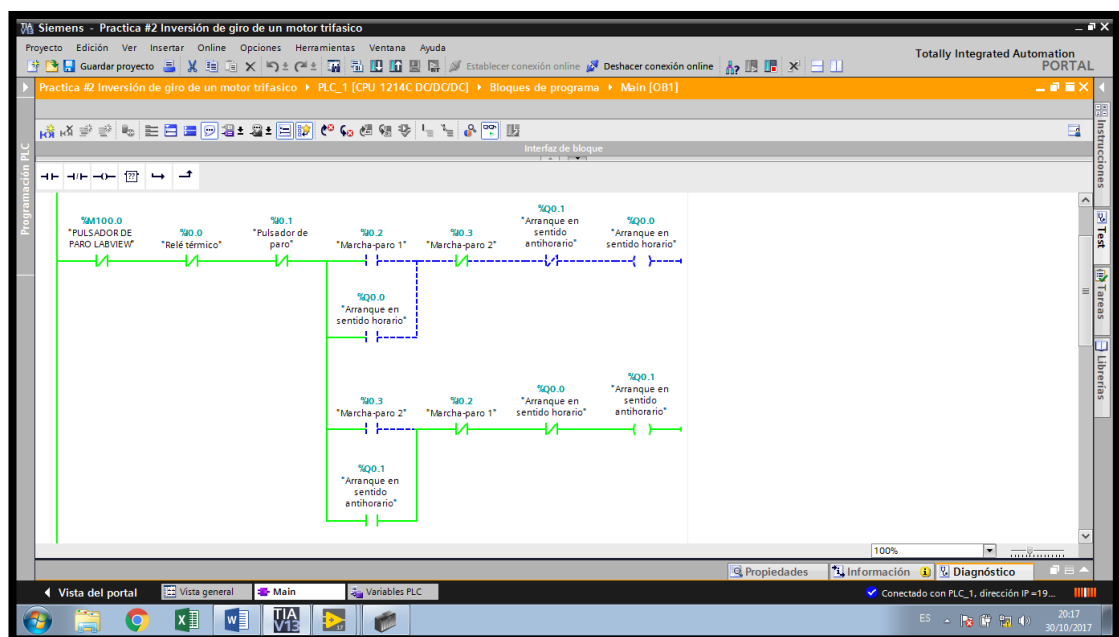 Siemens - Practica #2 Inversión de giro de un motor trifasico
Proyecto Edición Ver Insertar Online Opciones Herramientas Ventana Ayuda
Guardar proyecto
Establecer conexión online
Deshacer conexión online
Totally Integrated Automation
PORTAL
Practica #2 Inversión de giro de un motor trifasico
PLC_1 [CPU 1214C DC/DC/DC]
Bloques de programa
Main [OB1]
Interfaz de bloque
Programación PLC
Instrucciones
Test
Tareas
Librerías
%M100.0
"PULSADOR DE
PARO LABVIEW"
%I0.0
"Relé térmico"
%I0.1
"Pulsador de
paro"
%I0.2
"Marcha-paro 1"
%I0.3
"Marcha-paro 2"
%Q0.1
"Arranque en
sentido
antihorario"
%Q0.0
"Arranque en
sentido horario"
%Q0.0
"Arranque en
sentido horario"
%I0.3
"Marcha-paro 2"
%I0.2
"Marcha-paro 1"
%Q0.0
"Arranque en
sentido horario"
%Q0.1
"Arranque en
sentido
antihorario"
%Q0.1
"Arranque en
sentido
antihorario"
100%
Propiedades
Información
Diagnóstico
Vista del portal
Vista general
Main
Variables PLC
Conectado con PLC_1, dirección IP =19...
TIA
V13
ES
20:17
30/10/2017